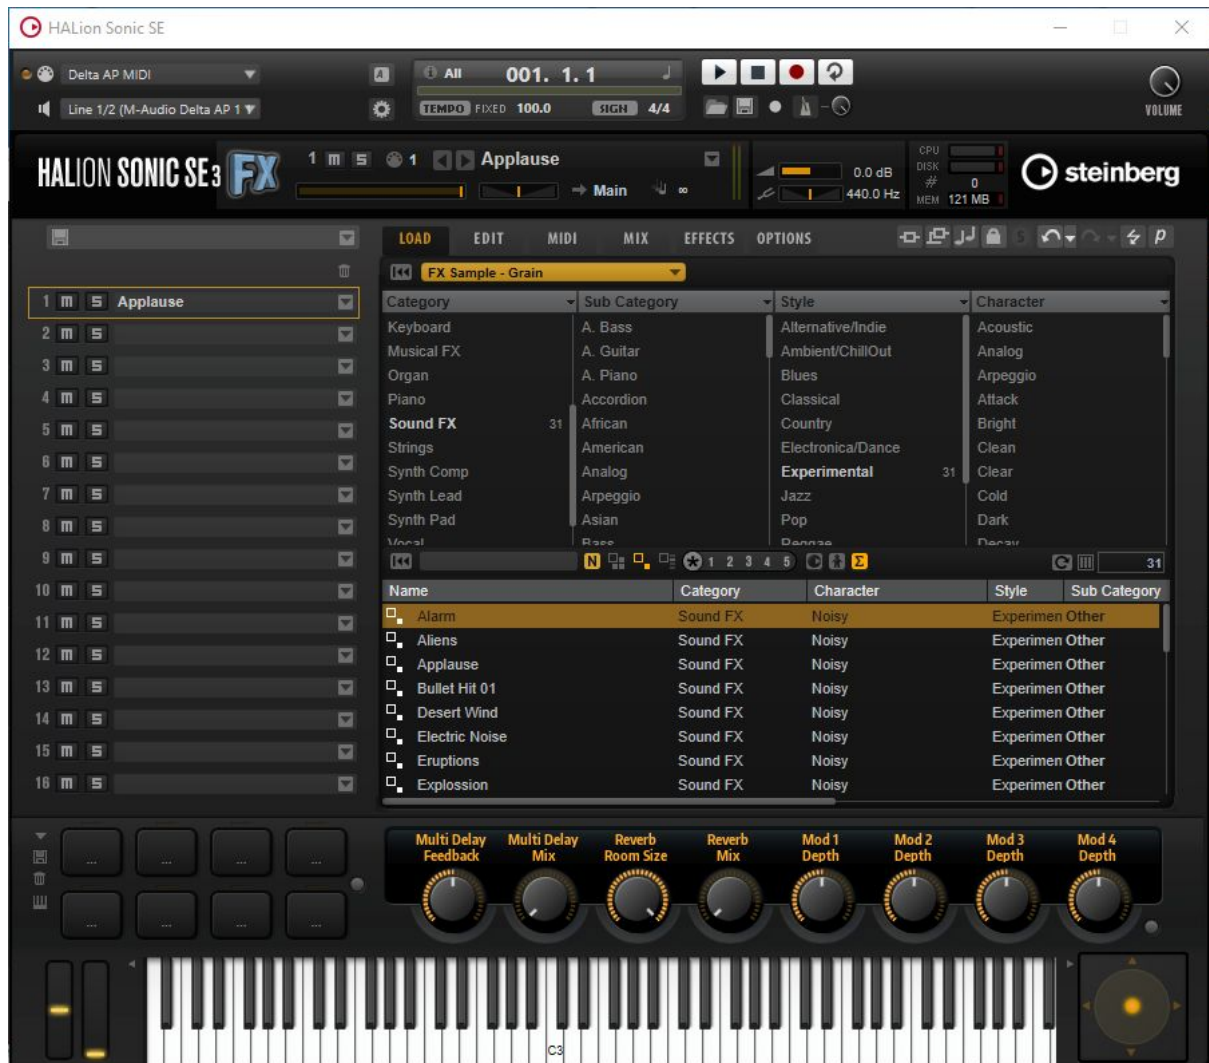 HALion Sonic SE
Delta AP MIDI
A
All 001. 1. 1
Line 1/2 (M-Audio Delta AP 1
TEMPO FIXED 100.0 SIGN 4/4
VOLUME
HALION SONIC SE3 FX
1 m S 1 Applause
Main ∞
0.0 dB
440.0 Hz
CPU
DISK
# 0
MEM 121 MB
steinberg
LOAD EDIT MIDI MIX EFFECTS OPTIONS
S P
FX Sample - Grain
1 m S Applause
2 m S
3 m S
4 m S
5 m S
6 m S
7 m S
8 m S
9 m S
10 m S
11 m S
12 m S
13 m S
14 m S
15 m S
16 m S
Category Sub Category Style Character
Keyboard A. Bass Alternative/Indie Acoustic
Musical FX A. Guitar Ambient/ChillOut Analog
Organ A. Piano Blues Arpeggio
Piano Accordion Classical Attack
Sound FX 31 African Country Bright
Strings American Electronica/Dance Clean
Synth Comp Analog Experimental 31 Clear
Synth Lead Arpeggio Jazz Cold
Synth Pad Asian Pop Dark
Vocal Bass Reggae Decay
N 1 2 3 4 5 Σ 31
Name Category Character Style Sub Category
Alarm Sound FX Noisy Experimen Other
Aliens Sound FX Noisy Experimen Other
Applause Sound FX Noisy Experimen Other
Bullet Hit 01 Sound FX Noisy Experimen Other
Desert Wind Sound FX Noisy Experimen Other
Electric Noise Sound FX Noisy Experimen Other
Eruptions Sound FX Noisy Experimen Other
Explossion Sound FX Noisy Experimen Other
... ... ... ...
... ... ... ...
Multi Delay Multi Delay Reverb Reverb Mod 1 Mod 2 Mod 3 Mod 4
Feedback Mix Room Size Mix Depth Depth Depth Depth
C3